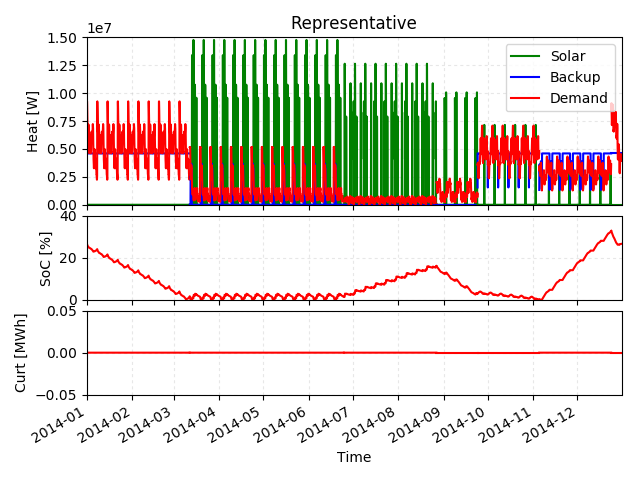 Representative
1e7
1.50
1.25
1.00
0.75
0.50
0.25
0.00
Heat [W]
Solar
Backup
Demand
40
20
0
SoC [%]
0.05
0.00
−0.05
Curt [MWh]
2014-01
2014-02
2014-03
2014-04
2014-05
2014-06
2014-07
2014-08
2014-09
2014-10
2014-11
2014-12
Time